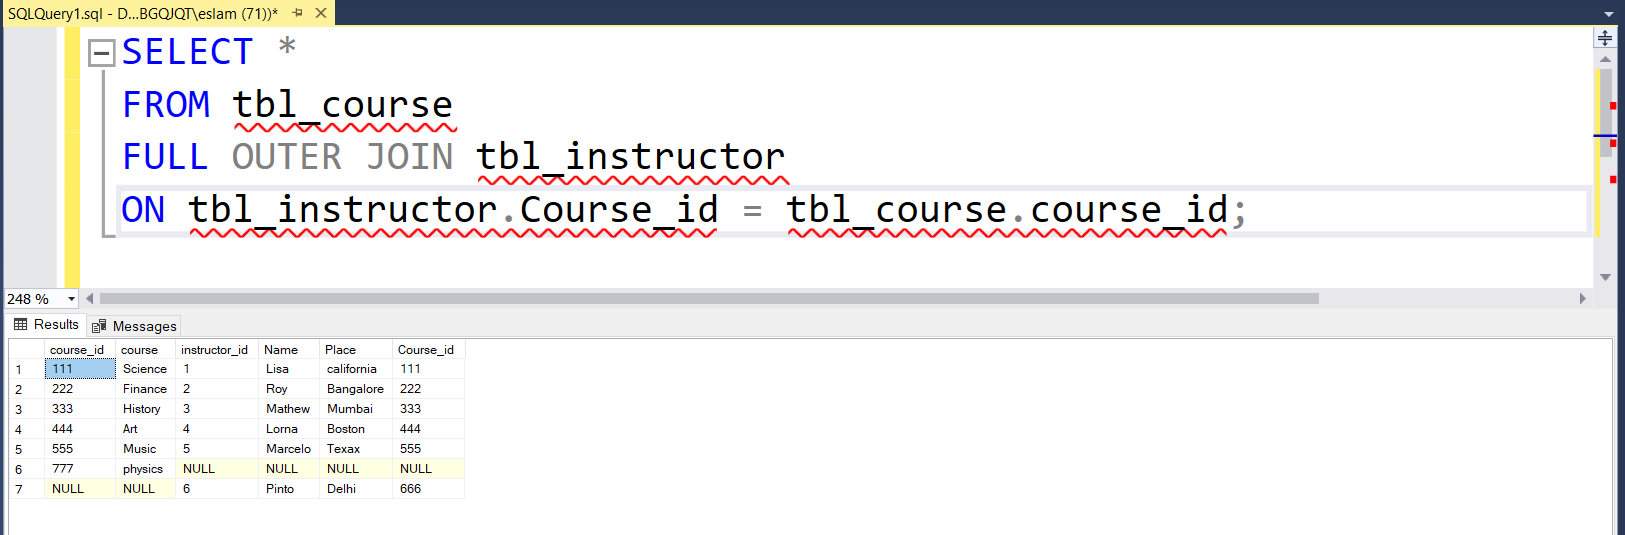 SQLQuery1.sql - D...BGQJQT\eslam (71))*
SELECT *
FROM tbl_course
FULL OUTER JOIN tbl_instructor
ON tbl_instructor.Course_id = tbl_course.course_id;
248 %
Results Messages
course_id course instructor_id Name Place Course_id
1 111 Science 1 Lisa california 111
2 222 Finance 2 Roy Bangalore 222
3 333 History 3 Mathew Mumbai 333
4 444 Art 4 Lorna Boston 444
5 555 Music 5 Marcelo Texax 555
6 777 physics NULL NULL NULL NULL
7 NULL NULL 6 Pinto Delhi 666